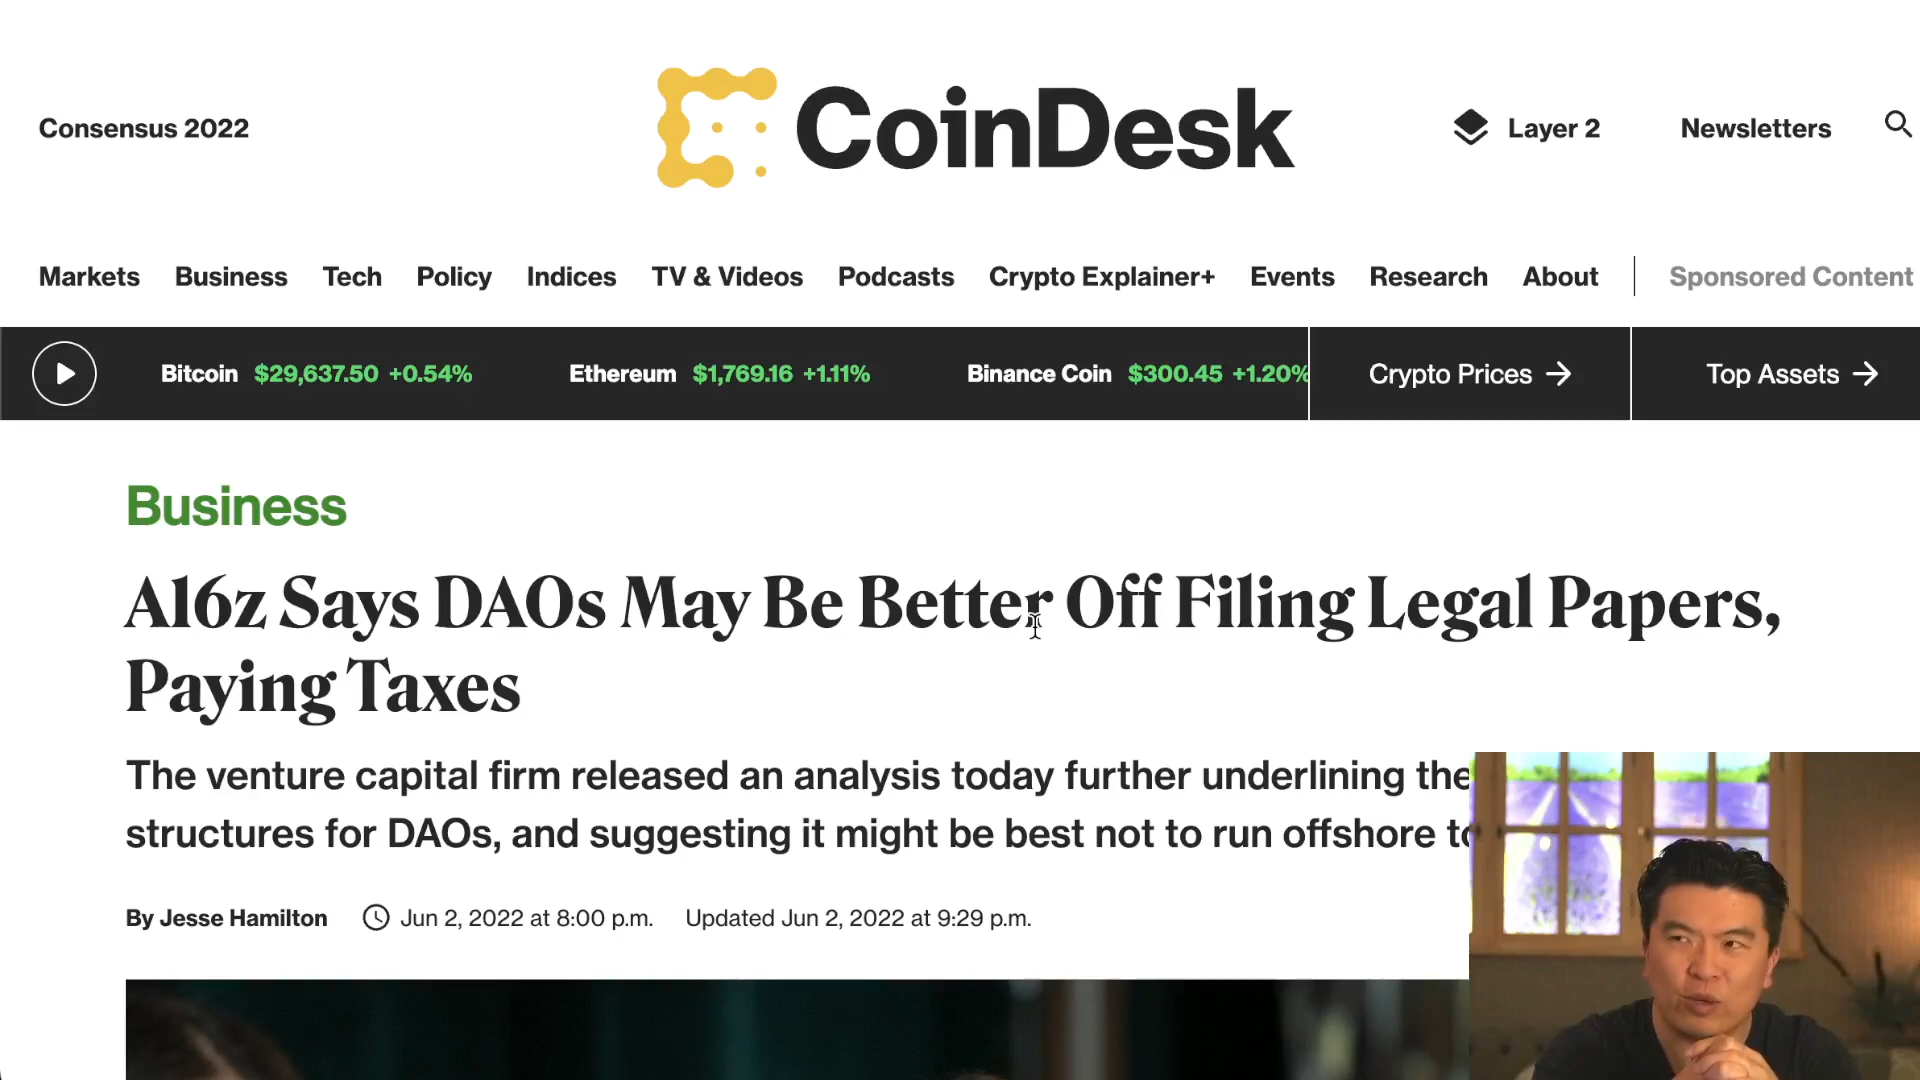 Consensus 2022
CoinDesk
Layer 2
Newsletters
Markets Business Tech Policy Indices TV & Videos Podcasts Crypto Explainer+ Events Research About Sponsored Content
Bitcoin $29,637.50 +0.54% Ethereum $1,769.16 +1.11% Binance Coin $300.45 +1.20% Crypto Prices → Top Assets →
Business
A16z Says DAOs May Be Better Off Filing Legal Papers,
Paying Taxes
The venture capital firm released an analysis today further underlining the
structures for DAOs, and suggesting it might be best not to run offshore
By Jesse Hamilton Jun 2, 2022 at 8:00 p.m. Updated Jun 2, 2022 at 9:29 p.m.